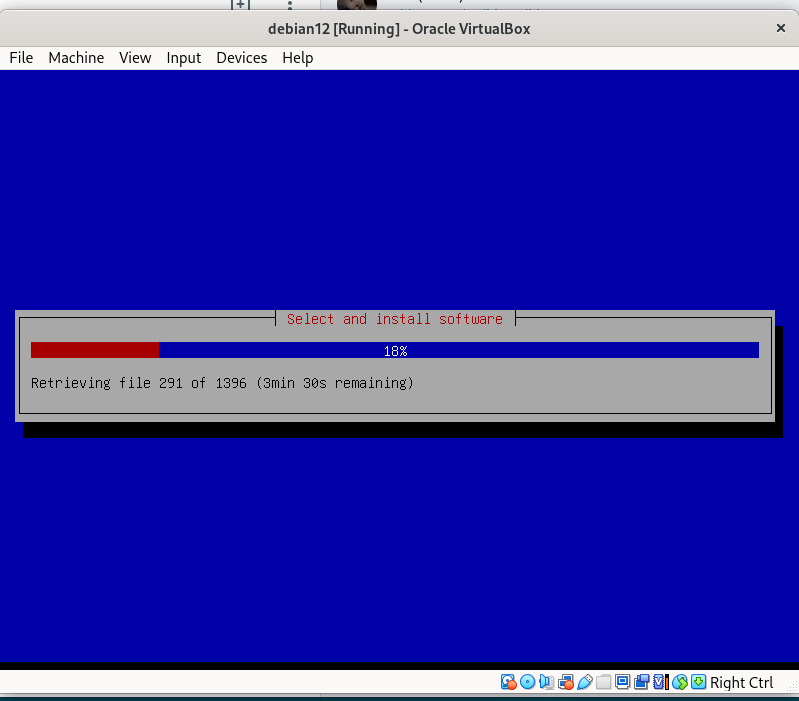 debian12 [Running] - Oracle VirtualBox
File Machine View Input Devices Help
Select and install software
18%
Retrieving file 291 of 1396 (3min 30s remaining)
Right Ctrl